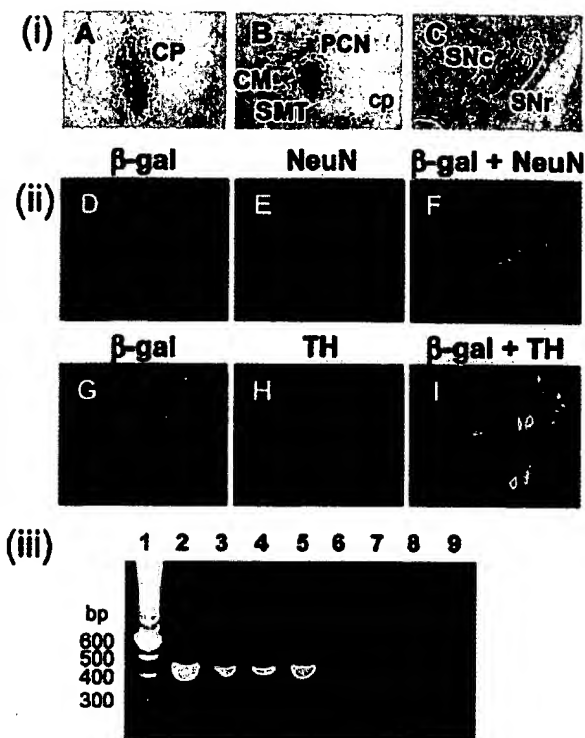 (i)
A CP
B PCN CM SMT cp
C SNc SNr
β-gal NeuN β-gal + NeuN
(ii)
D E F
β-gal TH β-gal + TH
G H I
(iii)
1 2 3 4 5 6 7 8 9
bp
600
500
400
300